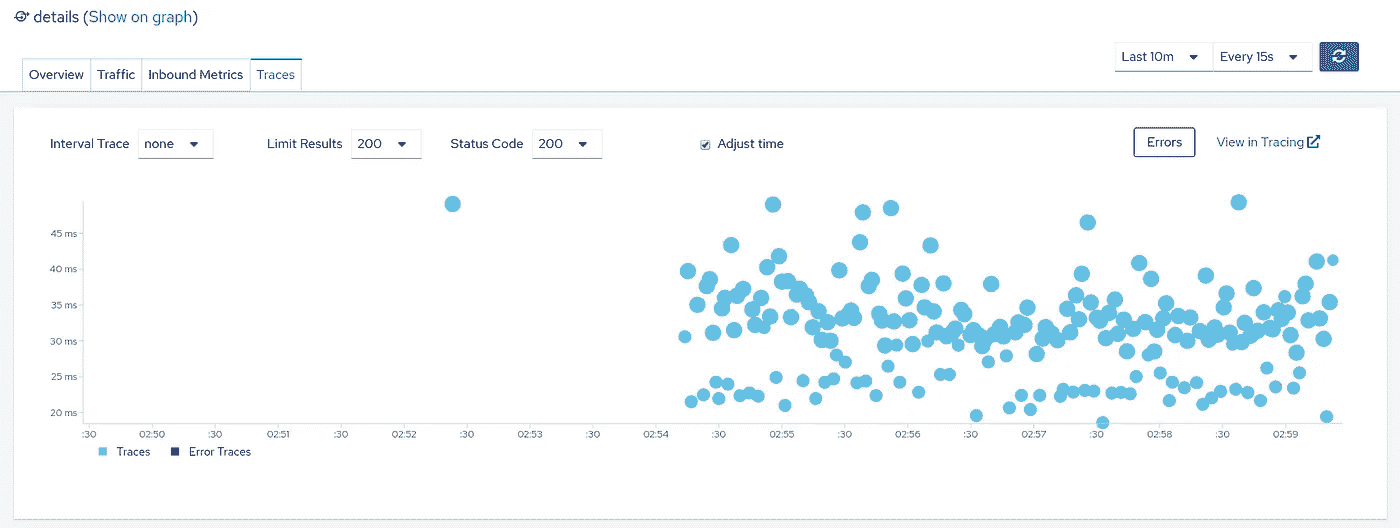 details (Show on graph)
Last 10m Every 15s
Overview Traffic Inbound Metrics Traces
Interval Trace none Limit Results 200 Status Code 200 Adjust time Errors View in Tracing
45 ms
40 ms
35 ms
30 ms
25 ms
20 ms
:30 02:50 :30 02:51 :30 02:52 :30 02:53 :30 02:54 :30 02:55 :30 02:56 :30 02:57 :30 02:58 :30 02:59
Traces Error Traces